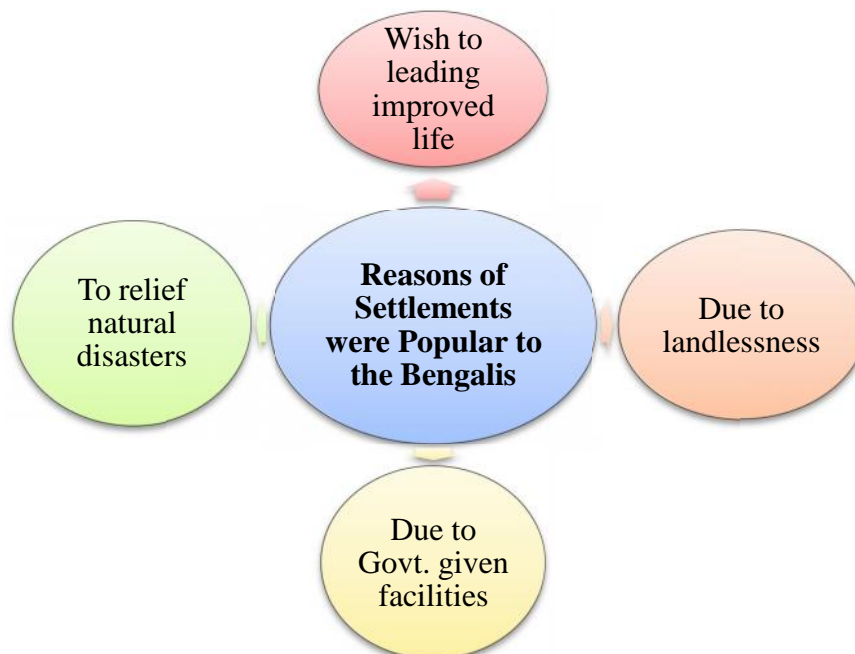 Wish to
leading
improved
life
To relief
natural
disasters
Reasons of
Settlements
were Popular to
the Bengalis
Due to
landlessness
Due to
Govt. given
facilities